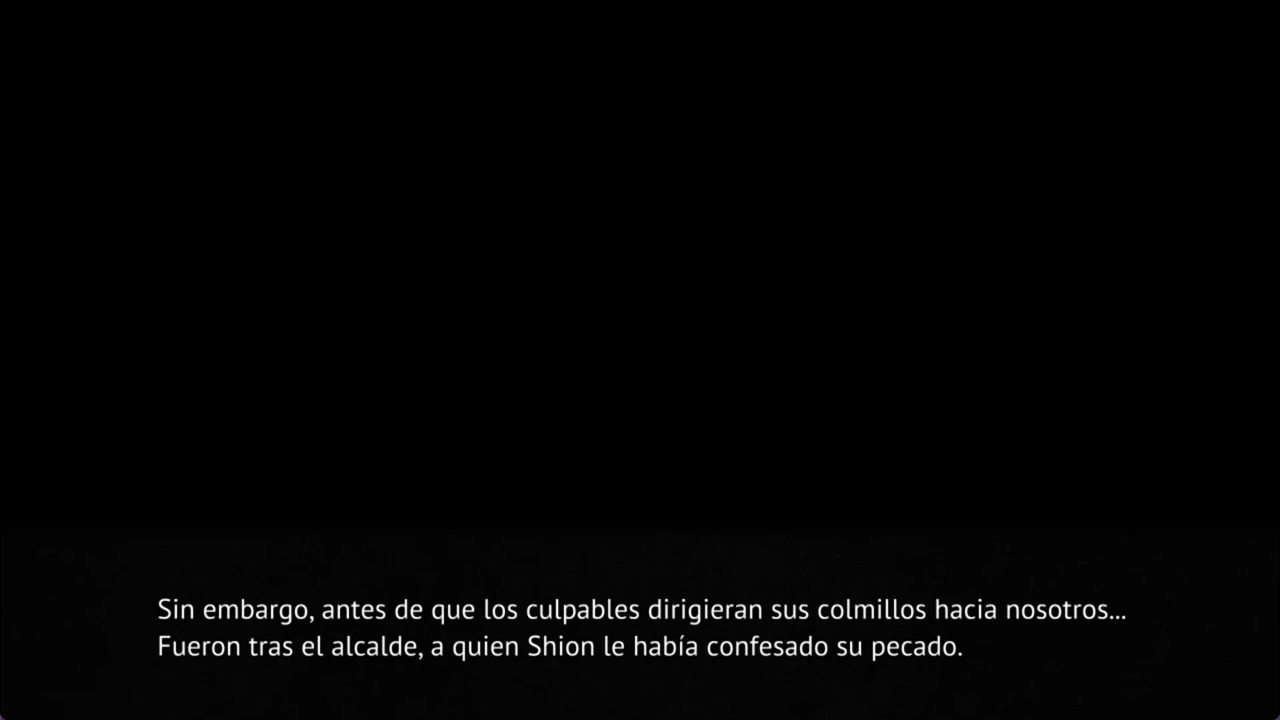 Sin embargo, antes de que los culpables dirigieran sus colmillos hacia nosotros...
Fueron tras el alcalde, a quien Shion le había confesado su pecado.